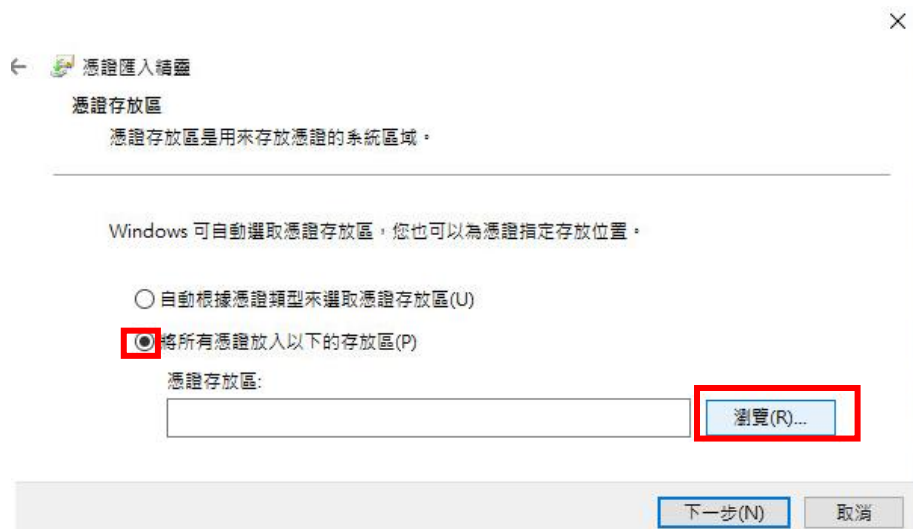 憑證匯入精靈
憑證存放區
憑證存放區是用來存放憑證的系統區域。
Windows 可自動選取憑證存放區，您也可以為憑證指定存放位置。
自動根據憑證類型來選取憑證存放區(U)
將所有憑證放入以下的存放區(P)
憑證存放區:
瀏覽(R)...
下一步(N)
取消